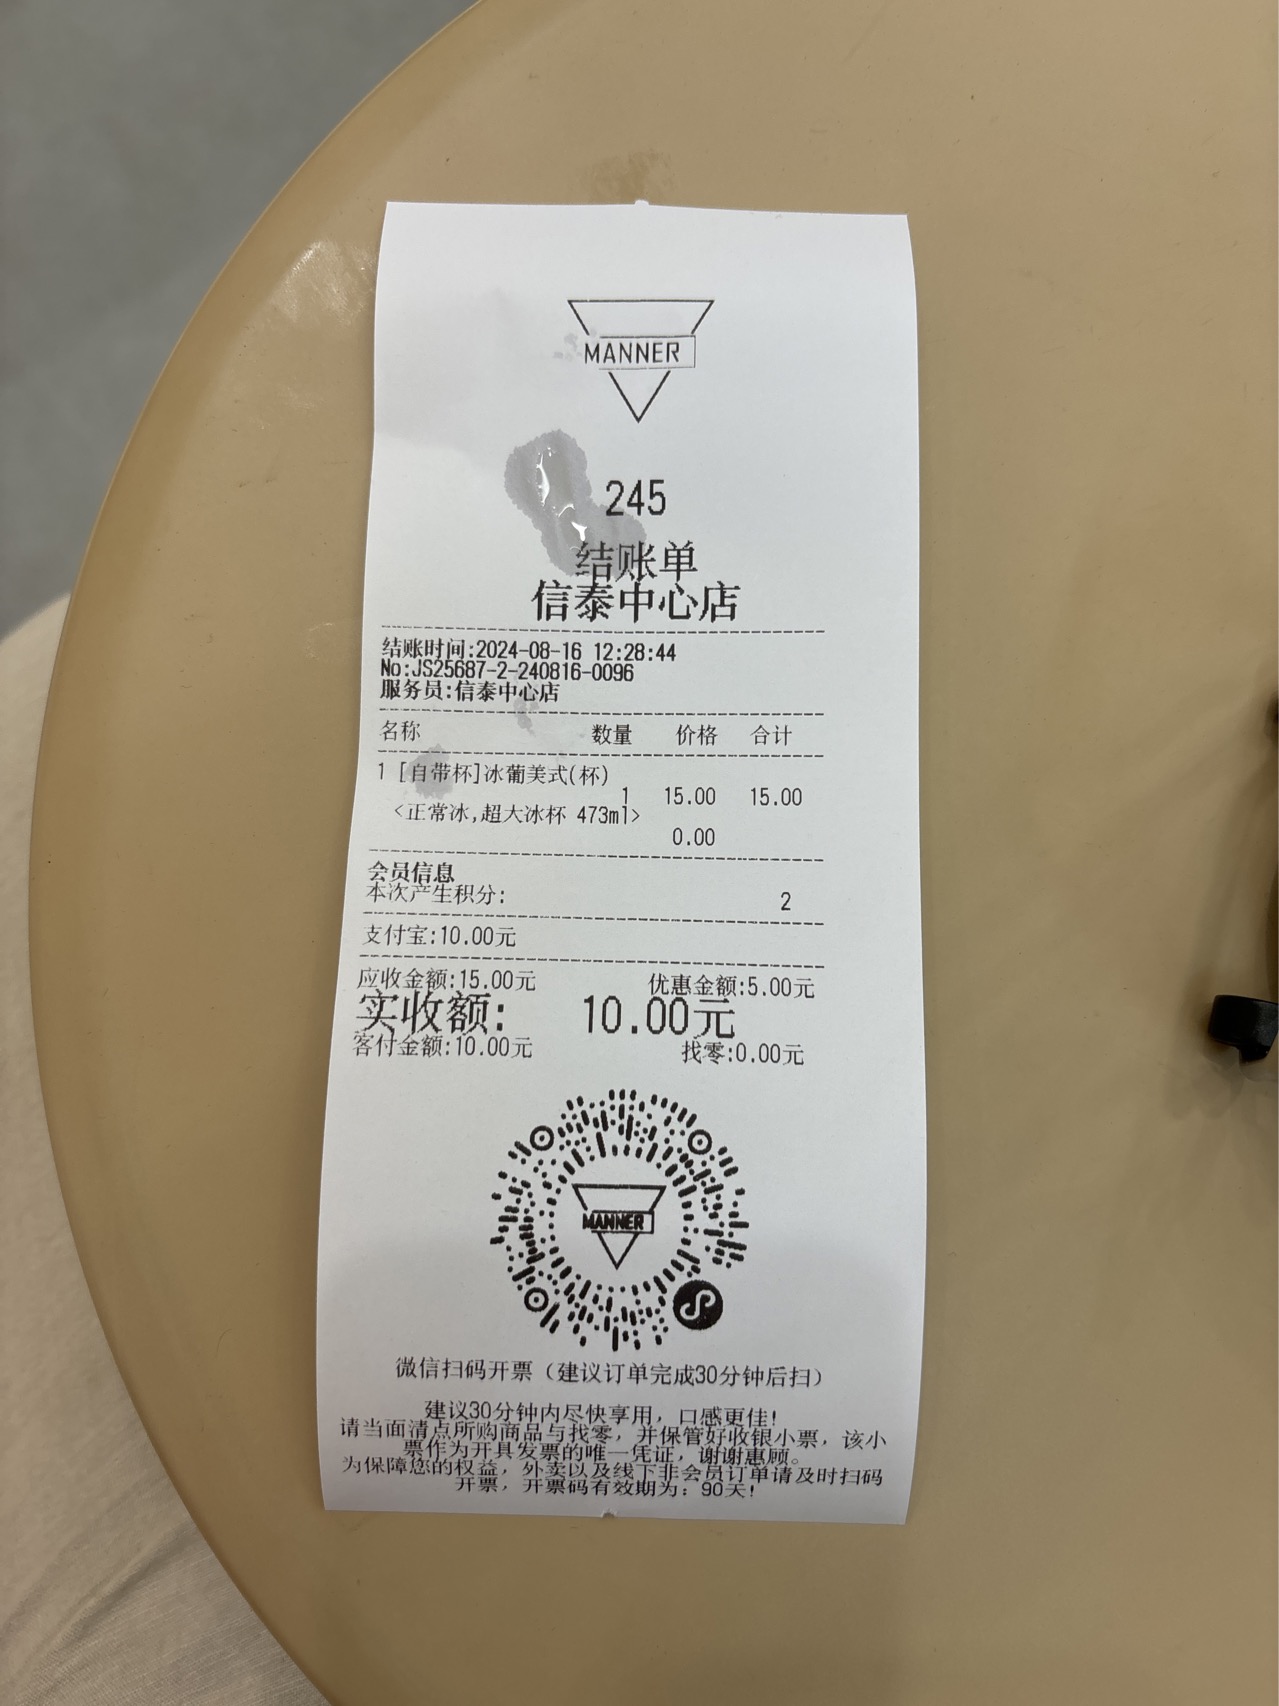 MANNER
245
结账单
信泰中心店
结账时间:2024-08-16 12:28:44
No:JS25687-2-240816-0096
服务员:信泰中心店
名称 数量 价格 合计
1 [自带杯]冰葡美式(杯)
1 15.00 15.00
<正常冰,超大冰杯 473ml>
0.00
会员信息
本次产生积分: 2
支付宝:10.00元
应收金额:15.00元 优惠金额:5.00元
实收额: 10.00元
客付金额:10.00元 找零:0.00元
MANNER
微信扫码开票（建议订单完成30分钟后扫）
建议30分钟内尽快享用，口感更佳!
请当面清点所购商品与找零，并保管好收银小票，该小
票作为开具发票的唯一凭证，谢谢惠顾。
为保障您的权益，外卖以及线下非会员订单请及时扫码
开票，开票码有效期为：90天!